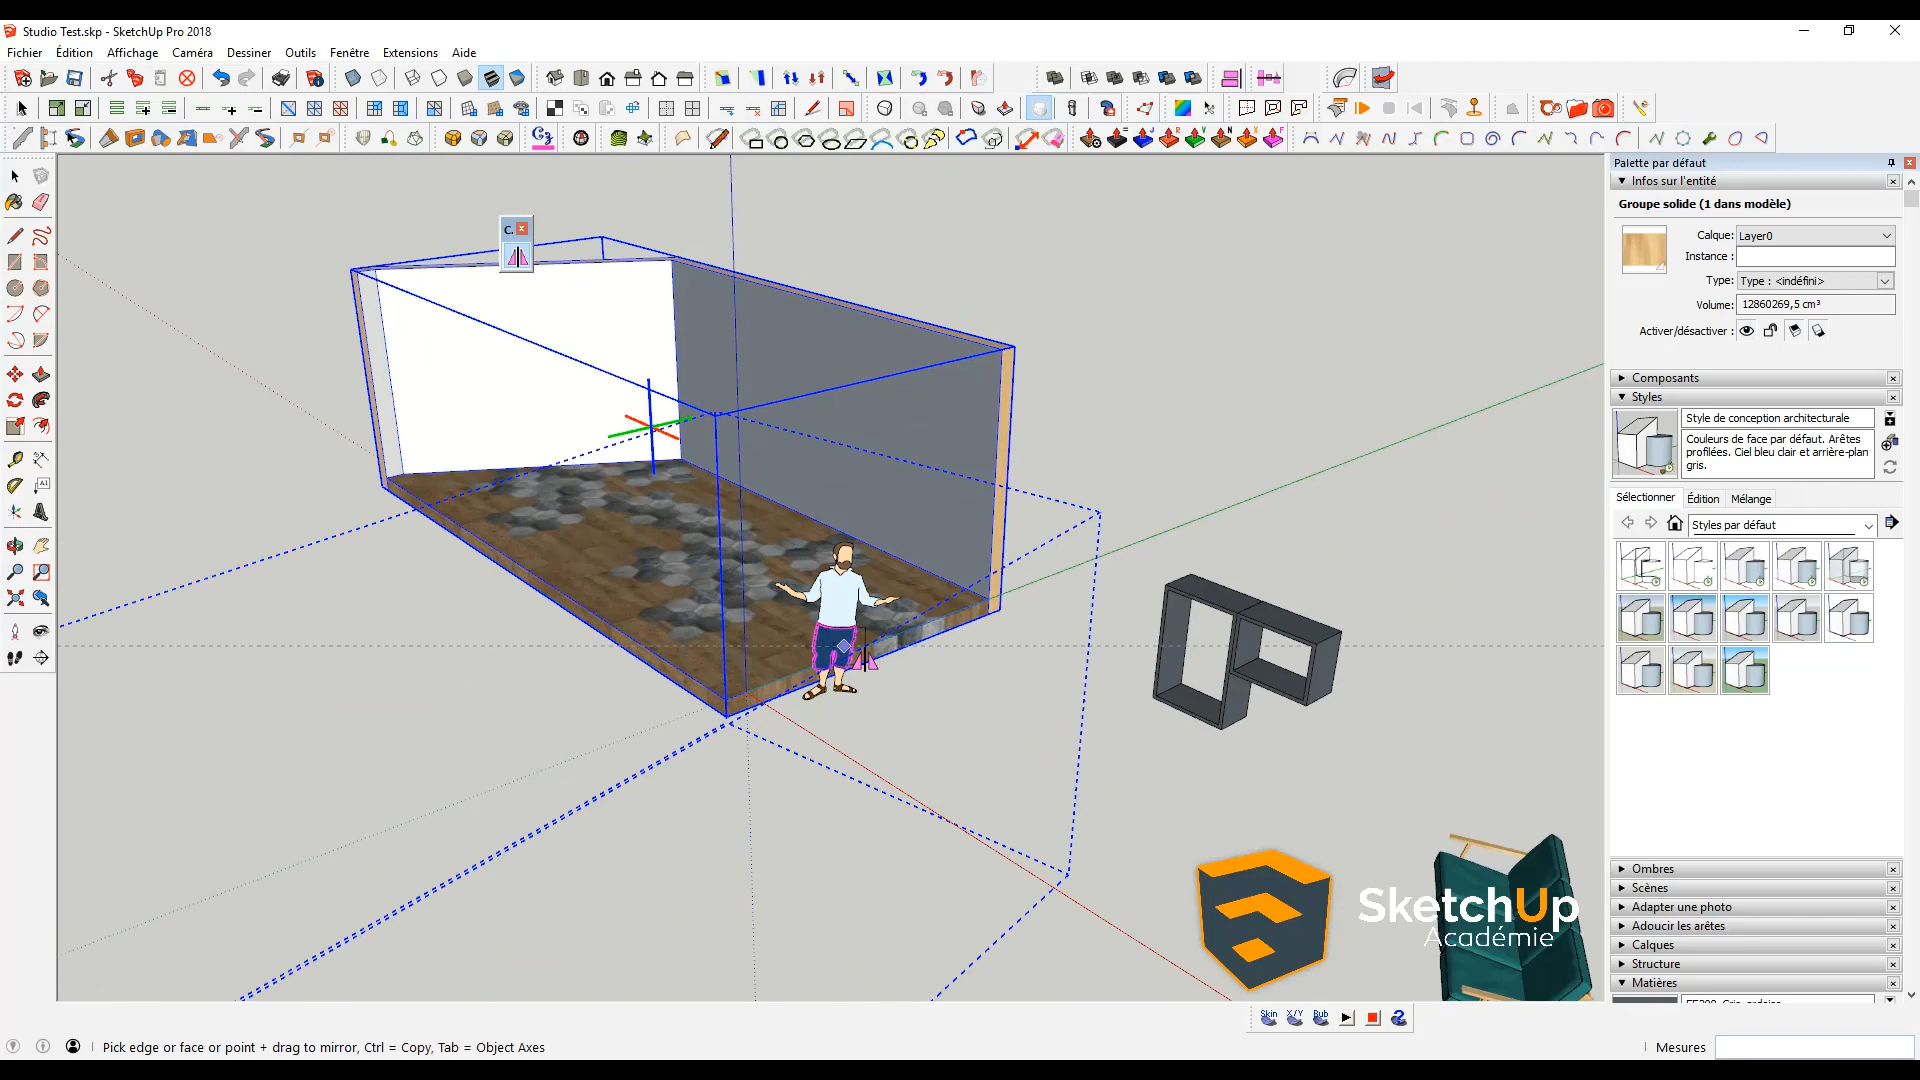 Studio Test.skp - SketchUp Pro 2018
Fichier Édition Affichage Caméra Dessiner Outils Fenêtre Extensions Aide
Palette par défaut
Infos sur l'entité
Groupe solide (1 dans modèle)
Calque: Layer0
Instance :
Type: Type : <indéfini>
Volume: 12860269,5 cm³
Activer/désactiver :
Composants
Styles
Style de conception architecturale
Couleurs de face par défaut. Arêtes
profilées. Ciel bleu clair et arrière-plan
gris.
Sélectionner Édition Mélange
Styles par défaut
Ombres
Scènes
Adapter une photo
Adoucir les arêtes
Calques
Structure
Matières
C.
SketchUp
Académie
Skin X/Y Bub
Pick edge or face or point + drag to mirror, Ctrl = Copy, Tab = Object Axes
Mesures